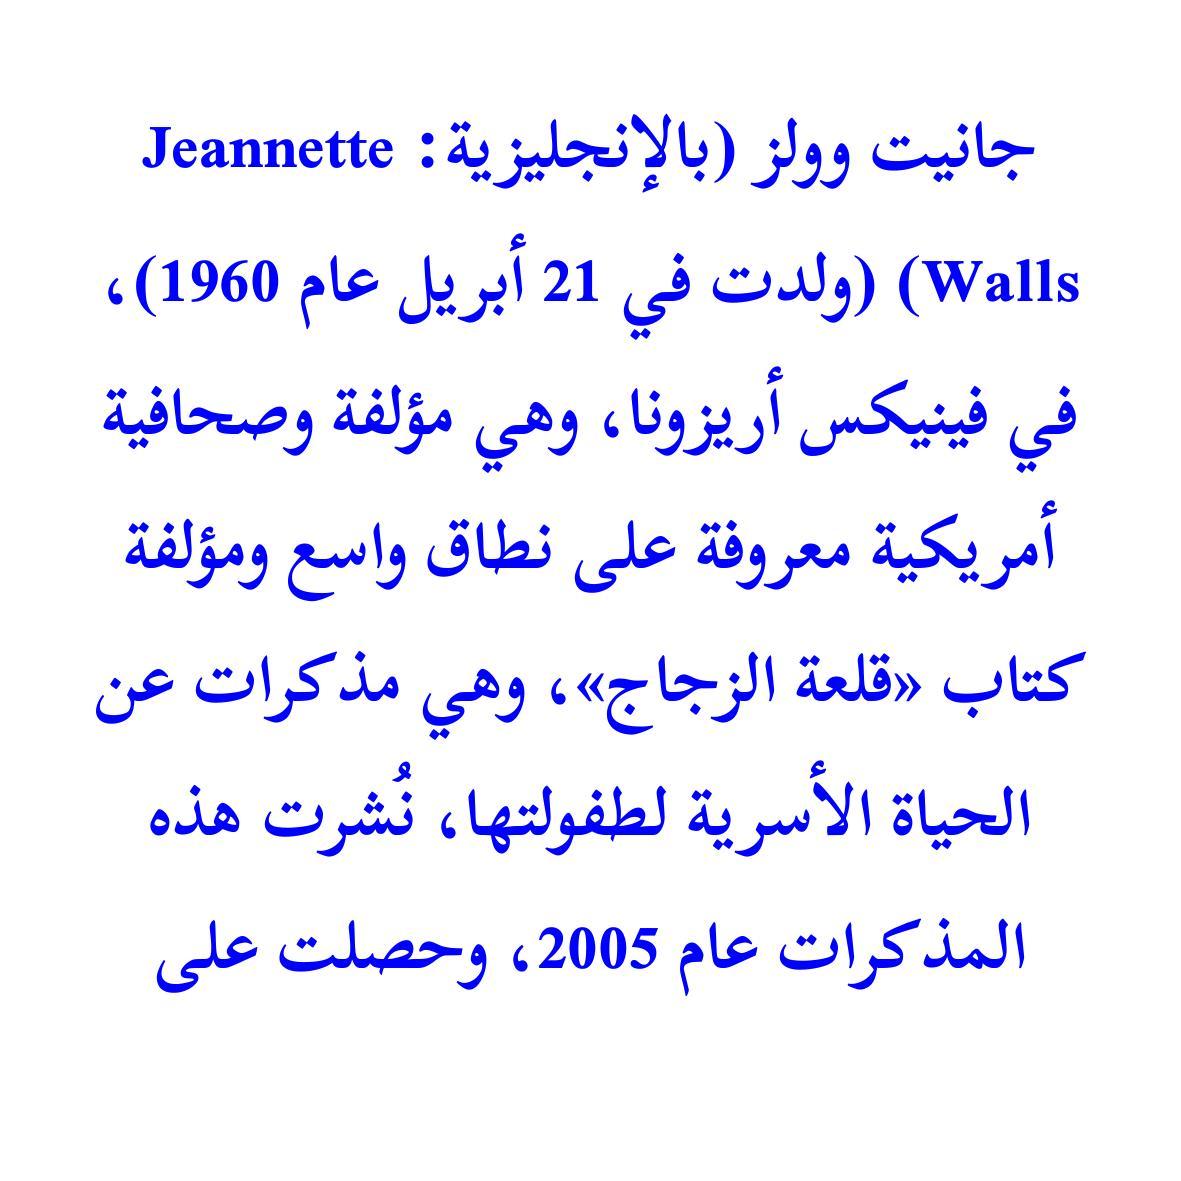 جانيت وولز (بالإنجليزية: Jeannette
Walls) (ولدت في 21 أبريل عام 1960)،
في فينيكس أريزونا، وهي مؤلفة وصحافية
أمريكية معروفة على نطاق واسع ومؤلفة
كتاب «قلعة الزجاج»، وهي مذكرات عن
الحياة الأسرية لطفولتها، نُشرت هذه
المذكرات عام 2005، وحصلت على